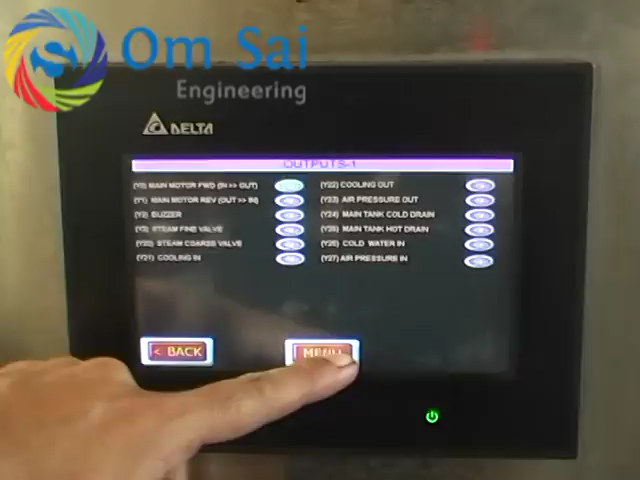 Om Sai
Engineering
DELTA
OUTPUTS-1
(Y0) MAIN MOTOR FWD (IN >> OUT)
(Y1) MAIN MOTOR REV (OUT >> IN)
(Y2) BUZZER
(Y3) STEAM FINE VALVE
(Y20) STEAM COARSE VALVE
(Y21) COOLING IN
(Y22) COOLING OUT
(Y23) AIR PRESSURE OUT
(Y24) MAIN TANK COLD DRAIN
(Y25) MAIN TANK HOT DRAIN
(Y26) COLD WATER IN
(Y27) AIR PRESSURE IN
< BACK
MENU